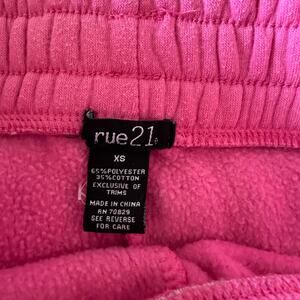 rue21.
XS
65%POLYESTER
35%COTTON
EXCLUSIVE OF
TRIMS
MADE IN CHINA
RN 70829
SEE REVERSE
FOR CARE